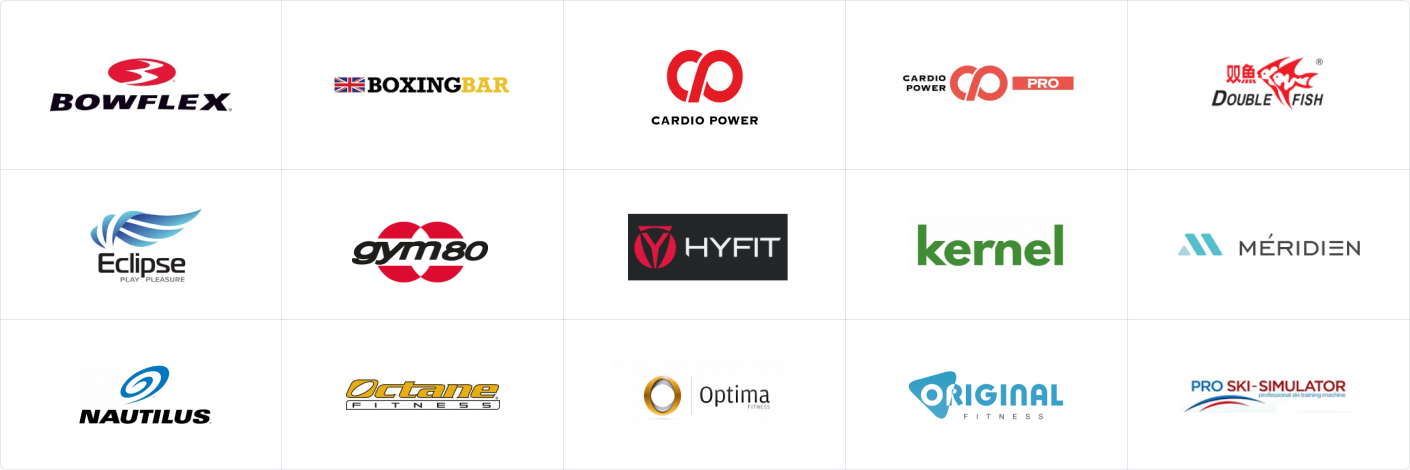 BOWFLEX®
BOXINGBAR
CARDIO POWER
CARDIO
POWER
PRO
双魚®
DOUBLE FISH
Eclipse
PLAY PLEASURE
gym80
HYFIT
kernel
MÉRIDIEN
NAUTILUS
Octane
FITNESS
Optima
FITNESS
ORIGINAL
FITNESS
PRO SKI-SIMULATOR
professional ski training machine